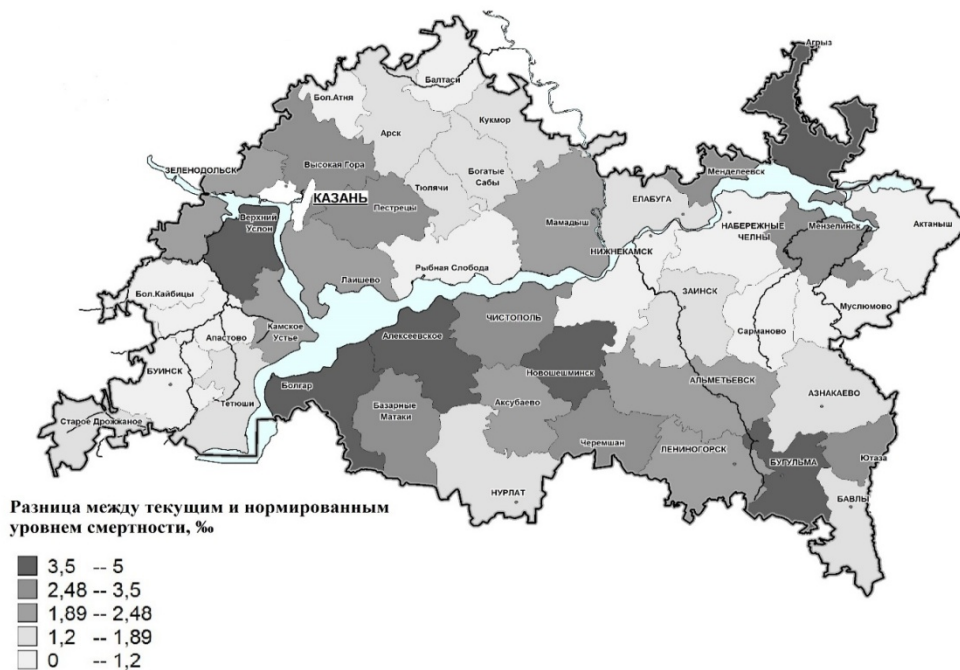 Агрыз
Балтаси
Бол.Атня
Кукмор
Арск
Высокая Гора
Богатые
Сабы
Менделеевск
ЗЕЛЕНОДОЛЬСК
Тюлячи
ЕЛАБУГА
КАЗАНЬ
Пестрецы
Мамадыш
НАБЕРЕЖНЫЕ
ЧЕЛНЫ
Мензелинск
Актаныш
Верхний
Услон
НИЖНЕКАМСК
Рыбная Слобода
Лаишево
ЗАИНСК
Бол.Кайбицы
Муслюмово
Сарманово
ЧИСТОПОЛЬ
Камское
Устье
Апастово
Алексеевское
БУИНСК
Новошешминск
АЛЬМЕТЬЕВСК
Болгар
АЗНАКАЕВО
Тетюши
Базарные
Матаки
Аксубаево
Старое Дрожжаное
Черемшан
ЛЕНИНОГОРСК
БУГУЛЬМА
Ютаза
НУРЛАТ
БАВЛЫ
Разница между текущим и нормированным
уровнем смертности, ‰
3,5 -- 5
2,48 -- 3,5
1,89 -- 2,48
1,2 -- 1,89
0 -- 1,2